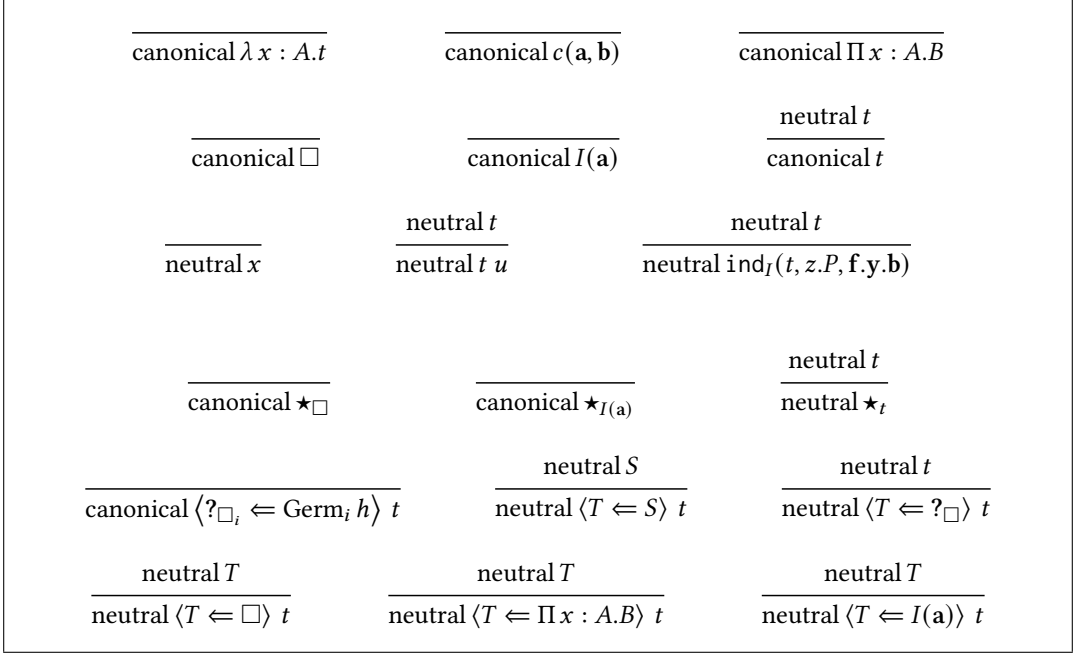 canonical λ x : A.t canonical c(a, b) canonical Π x : A.B
neutral t
canonical □ canonical I(a) canonical t
neutral t neutral t
neutral x neutral t u neutral ind_I(t, z.P, f.y.b)
neutral t
canonical ★_□ canonical ★_I(a) neutral ★_t
neutral S neutral t
canonical ⟨?_□_i ⇐ Germ_i h⟩ t neutral ⟨T ⇐ S⟩ t neutral ⟨T ⇐ ?_□⟩ t
neutral T neutral T neutral T
neutral ⟨T ⇐ □⟩ t neutral ⟨T ⇐ Π x : A.B⟩ t neutral ⟨T ⇐ I(a)⟩ t